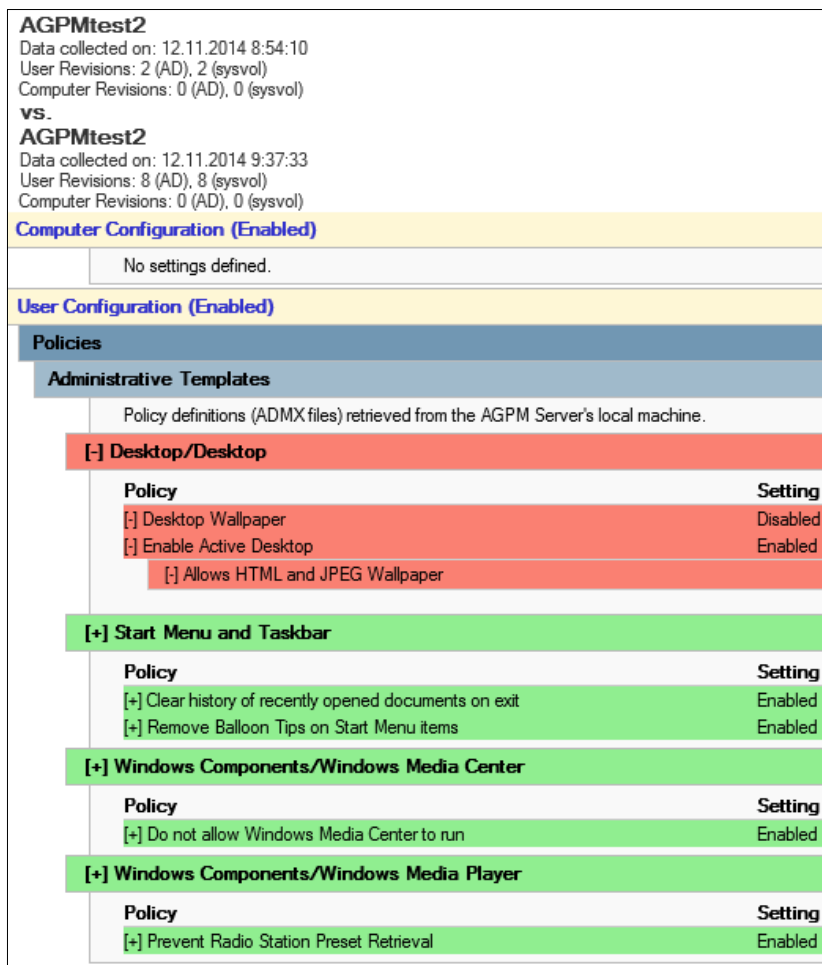 AGPMtest2
Data collected on: 12.11.2014 8:54:10
User Revisions: 2 (AD), 2 (sysvol)
Computer Revisions: 0 (AD), 0 (sysvol)
vs.
AGPMtest2
Data collected on: 12.11.2014 9:37:33
User Revisions: 8 (AD), 8 (sysvol)
Computer Revisions: 0 (AD), 0 (sysvol)
Computer Configuration (Enabled)
No settings defined.
User Configuration (Enabled)
Policies
Administrative Templates
Policy definitions (ADMX files) retrieved from the AGPM Server's local machine.
[-] Desktop/Desktop
Policy Setting
[-] Desktop Wallpaper Disabled
[-] Enable Active Desktop Enabled
[-] Allows HTML and JPEG Wallpaper
[+] Start Menu and Taskbar
Policy Setting
[+] Clear history of recently opened documents on exit Enabled
[+] Remove Balloon Tips on Start Menu items Enabled
[+] Windows Components/Windows Media Center
Policy Setting
[+] Do not allow Windows Media Center to run Enabled
[+] Windows Components/Windows Media Player
Policy Setting
[+] Prevent Radio Station Preset Retrieval Enabled